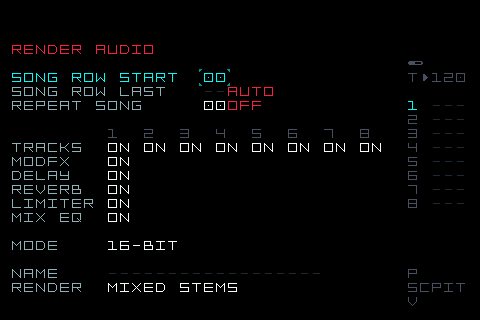 RENDER AUDIO
T▸120
SONG ROW START 00
SONG ROW LAST --AUTO
REPEAT SONG 00OFF
1 2 3 4 5 6 7 8
TRACKS ON ON ON ON ON ON ON ON
MODFX ON
DELAY ON
REVERB ON
LIMITER ON
MIX EQ ON
MODE 16-BIT
NAME ------------------
RENDER MIXED STEMS
1 ---
2 ---
3 ---
4 ---
5 ---
6 ---
7 ---
8 ---
P
SCPIT
V